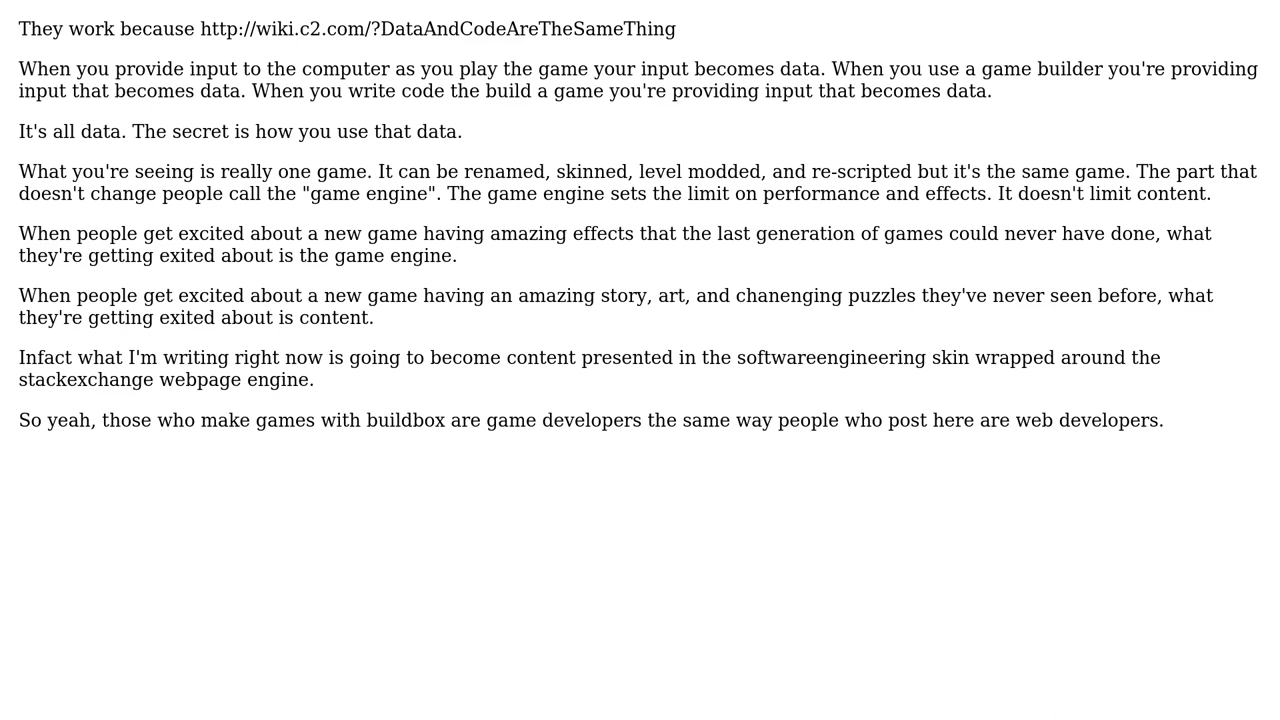 They work because http://wiki.c2.com/?DataAndCodeAreTheSameThing
When you provide input to the computer as you play the game your input becomes data. When you use a game builder you're providing
input that becomes data. When you write code the build a game you're providing input that becomes data.
It's all data. The secret is how you use that data.
What you're seeing is really one game. It can be renamed, skinned, level modded, and re-scripted but it's the same game. The part that
doesn't change people call the "game engine". The game engine sets the limit on performance and effects. It doesn't limit content.
When people get excited about a new game having amazing effects that the last generation of games could never have done, what
they're getting exited about is the game engine.
When people get excited about a new game having an amazing story, art, and chanenging puzzles they've never seen before, what
they're getting exited about is content.
Infact what I'm writing right now is going to become content presented in the softwareengineering skin wrapped around the
stackexchange webpage engine.
So yeah, those who make games with buildbox are game developers the same way people who post here are web developers.